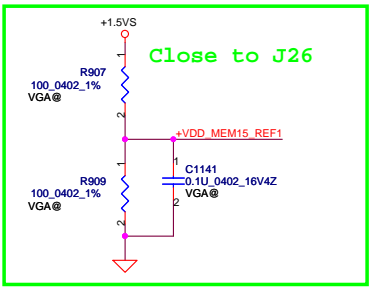 +1.5VS
Close to J26
1
R907
100_0402_1%
VGA@
2
+VDD_MEM15_REF1
1
R909
100_0402_1%
VGA@
2
1
C1141
0.1U_0402_16V4Z
VGA@
2